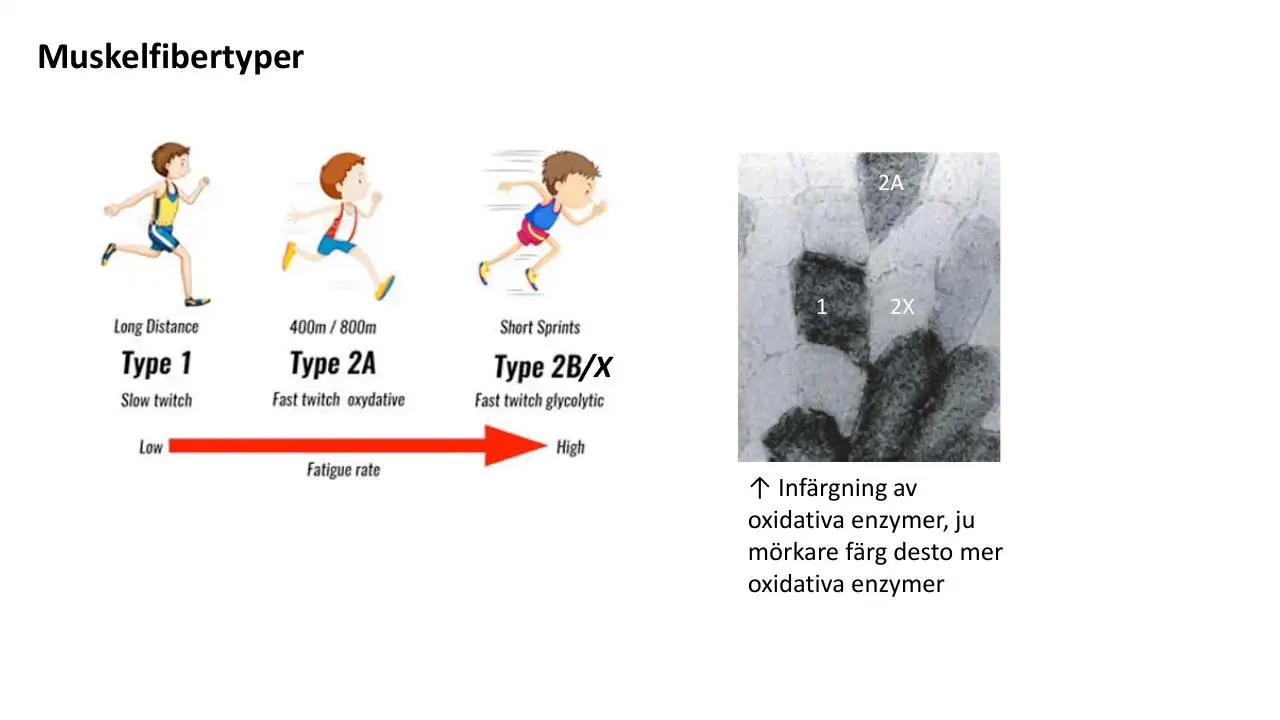 Muskelfibertyper
Long Distance
Type 1
Slow twitch
400m / 800m
Type 2A
Fast twitch oxydative
Short Sprints
Type 2B/X
Fast twitch glycolytic
Low
High
Fatigue rate
2A
1
2X
↑ Infärgning av
oxidativa enzymer, ju
mörkare färg desto mer
oxidativa enzymer